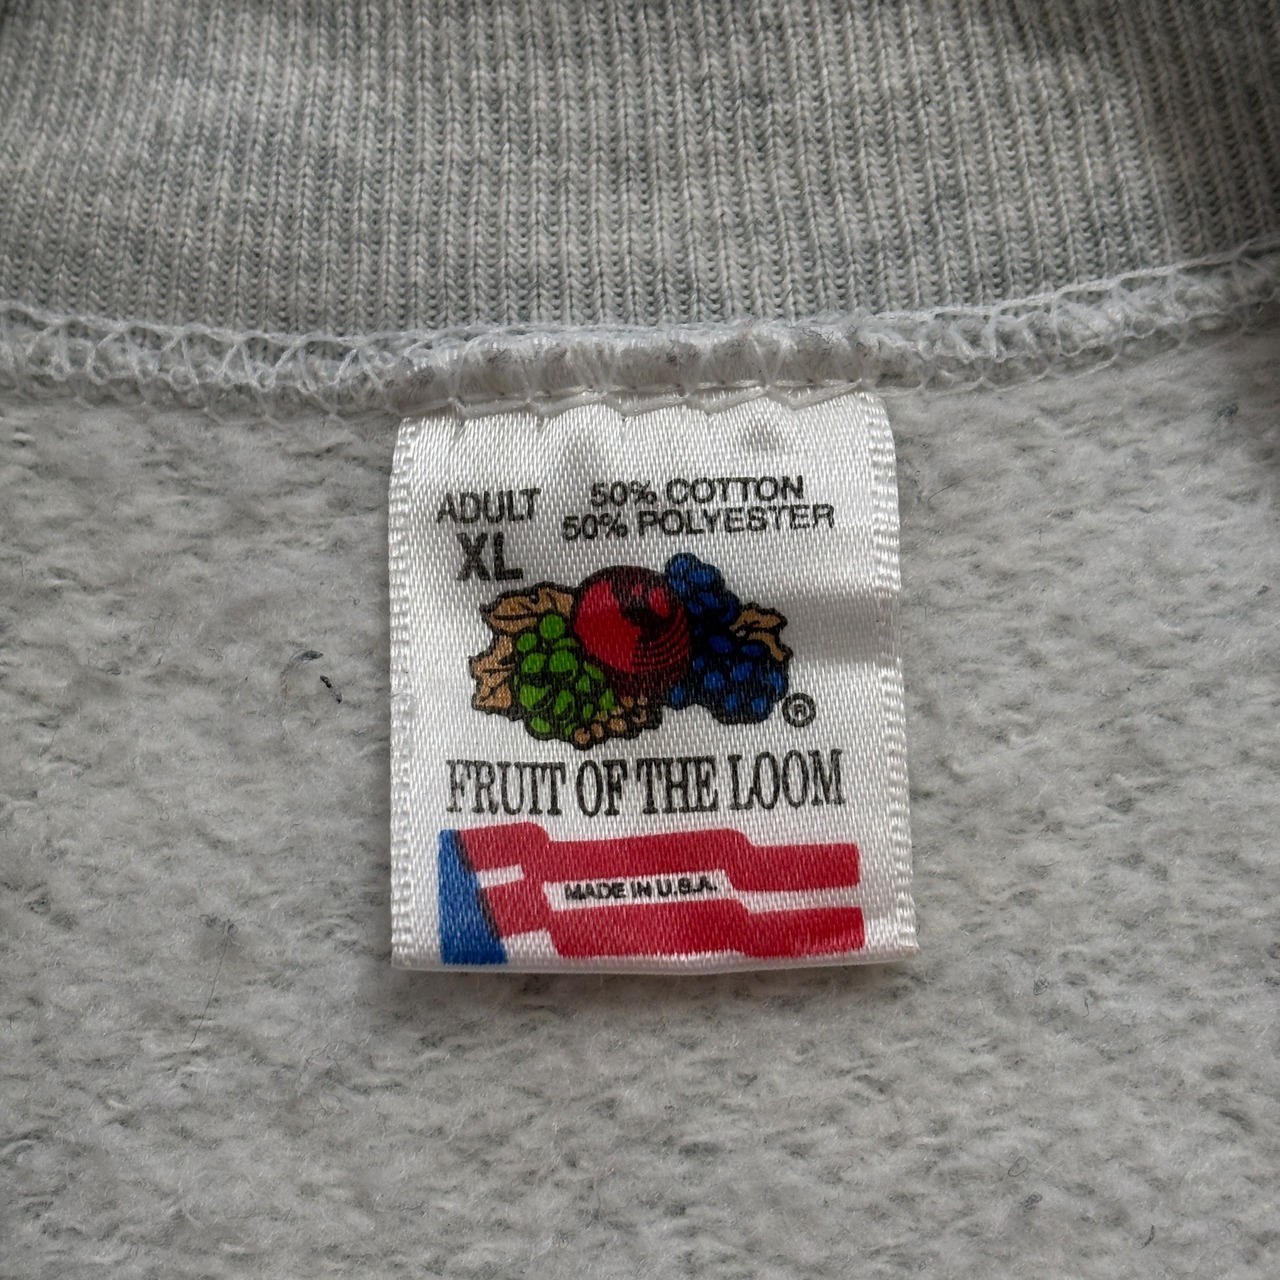 ADULT
XL
50% COTTON
50% POLYESTER
®
FRUIT OF THE LOOM
MADE IN U.S.A.